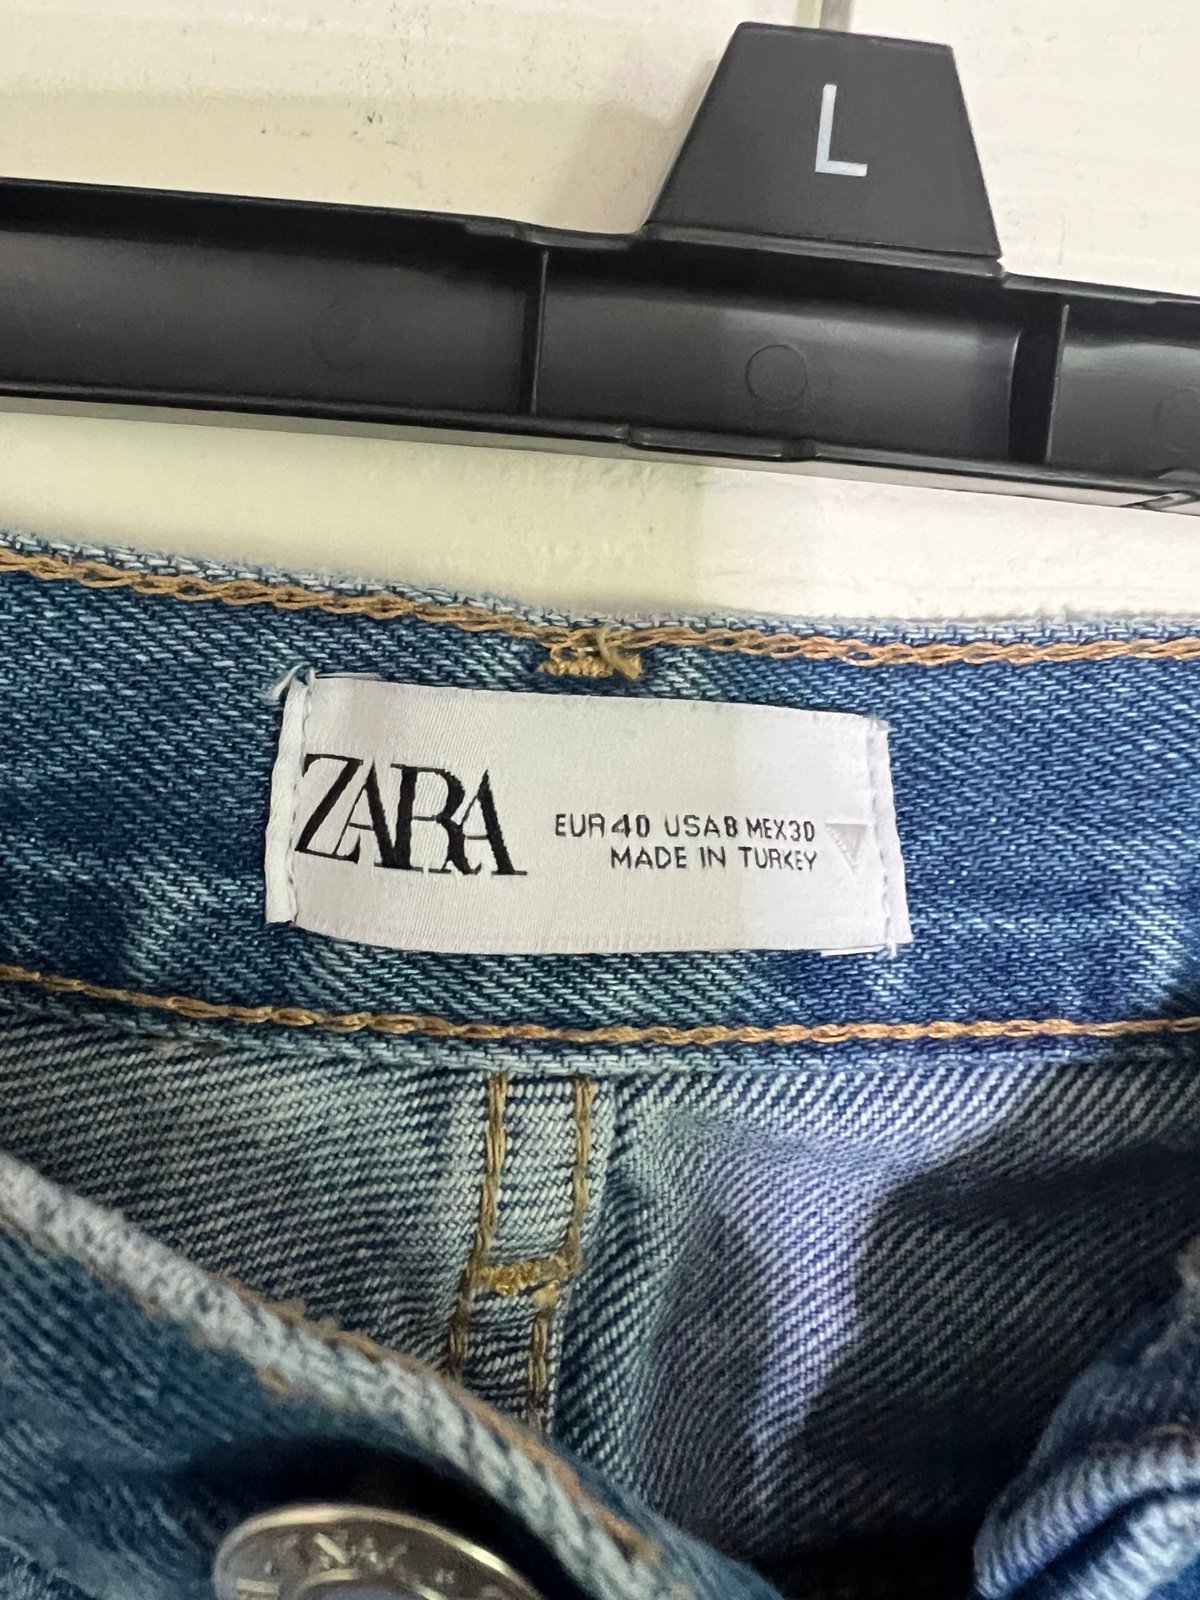 L
ZARA
EUR 40 USA 8 MEX 30
MADE IN TURKEY